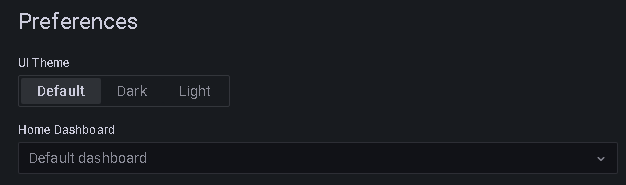 Preferences
UI Theme
Default Dark Light
Home Dashboard
Default dashboard